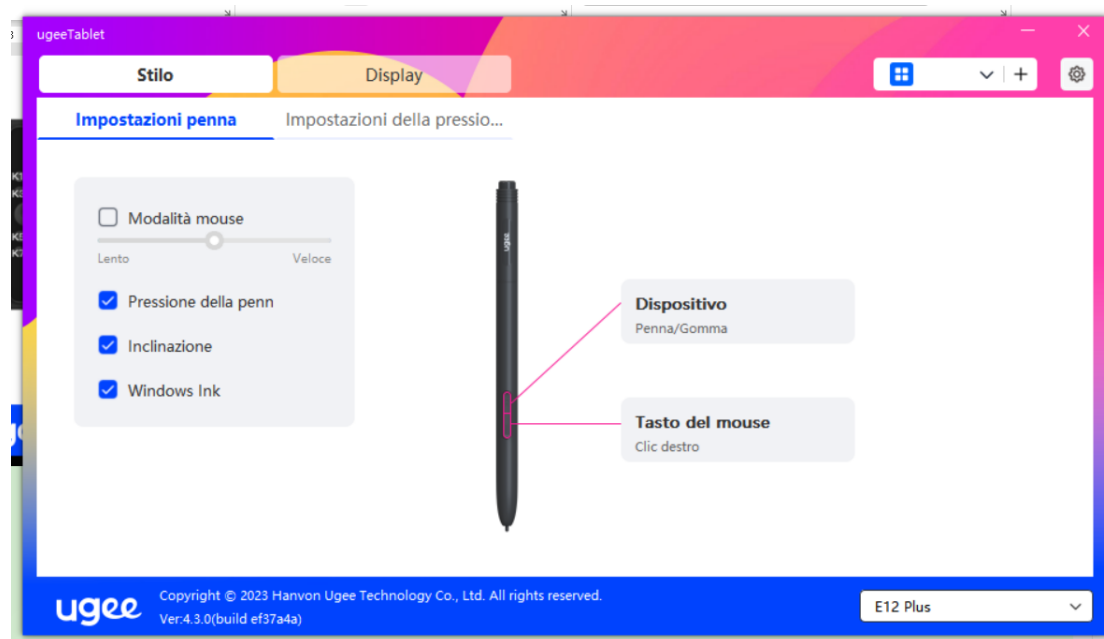 ugeeTablet
Stilo
Display
Impostazioni penna
Impostazioni della pressio...
Modalità mouse
Lento
Veloce
Pressione della penn
Inclinazione
Windows Ink
ugee
Dispositivo
Penna/Gomma
Tasto del mouse
Clic destro
ugee
Copyright © 2023 Hanvon Ugee Technology Co., Ltd. All rights reserved.
Ver:4.3.0(build ef37a4a)
E12 Plus